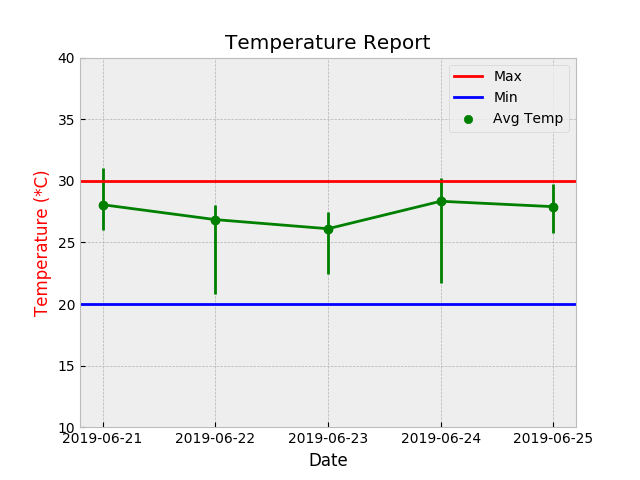 Temperature Report
40
35
30
25
20
15
10
Temperature (*C)
Max
Min
Avg Temp
2019-06-21 2019-06-22 2019-06-23 2019-06-24 2019-06-25
Date